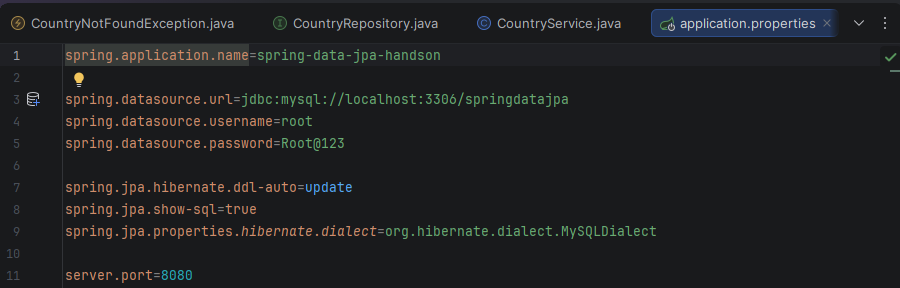 CountryNotFoundException.java
CountryRepository.java
CountryService.java
application.properties
1 spring.application.name=spring-data-jpa-handson
2
3 spring.datasource.url=jdbc:mysql://localhost:3306/springdatajpa
4 spring.datasource.username=root
5 spring.datasource.password=Root@123
6
7 spring.jpa.hibernate.ddl-auto=update
8 spring.jpa.show-sql=true
9 spring.jpa.properties.hibernate.dialect=org.hibernate.dialect.MySQLDialect
10
11 server.port=8080